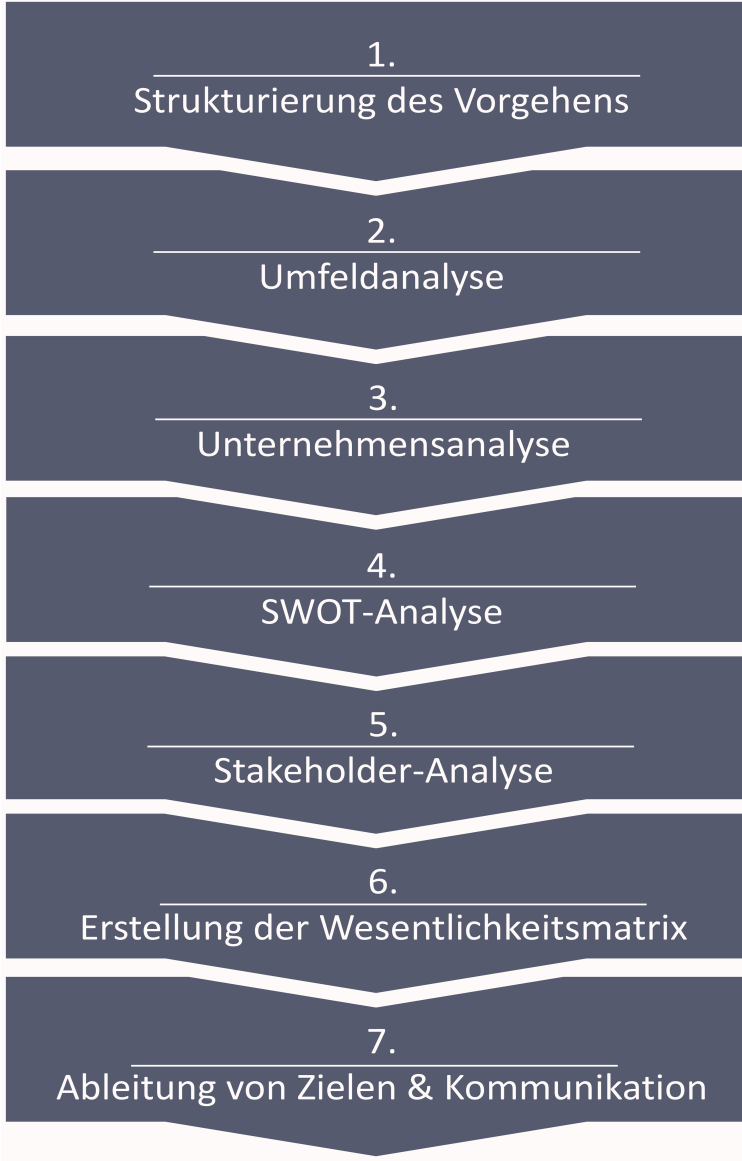 1.
Strukturierung des Vorgehens
2.
Umfeldanalyse
3.
Unternehmensanalyse
4.
SWOT-Analyse
5.
Stakeholder-Analyse
6.
Erstellung der Wesentlichkeitsmatrix
7.
Ableitung von Zielen & Kommunikation